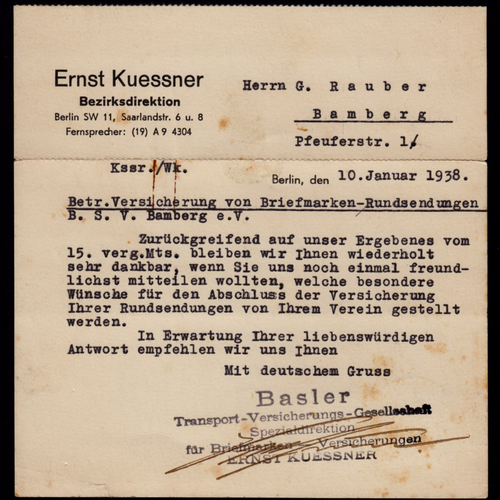 Ernst Kuessner
Bezirksdirektion
Berlin SW 11, Saarlandstr. 6 u. 8
Fernsprecher: (19) A 9 4304
Herrn G. Rauber
Bamberg
Pfeuferstr. 1
Kssr./Wk.
Berlin, den 10.Januar 1938.
Betr.Versicherung von Briefmarken-Rundsendungen
B. S. V. Bamberg e.V.
Zurückgreifend auf unser Ergebenes vom
15. verg.Mts. bleiben wir Ihnen wiederholt
sehr dankbar, wenn Sie uns noch einmal freund-
lichst mitteilen wollten, welche besondere
Wünsche für den Abschluss der Versicherung
Ihrer Rundsendungen von Ihrem Verein gestellt
werden.
In Erwartung Ihrer liebenswürdigen
Antwort empfehlen wir uns Ihnen
Mit deutschem Gruss
Basler
Transport-Versicherungs-Gesellschaft
Spezialdirektion
für Briefmarken-Versicherungen
ERNST KUESSNER